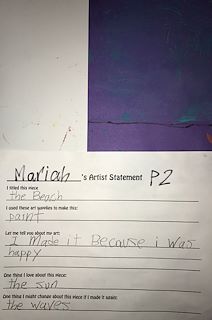 Mariah 's Artist Statement P2
I titled this piece
the Beach
I used these art supplies to make this:
paint
Let me tell you about my art:
I made it Because i was
happy
One thing I love about this piece:
the sun
One thing I might change about this piece if I made it again:
the waves